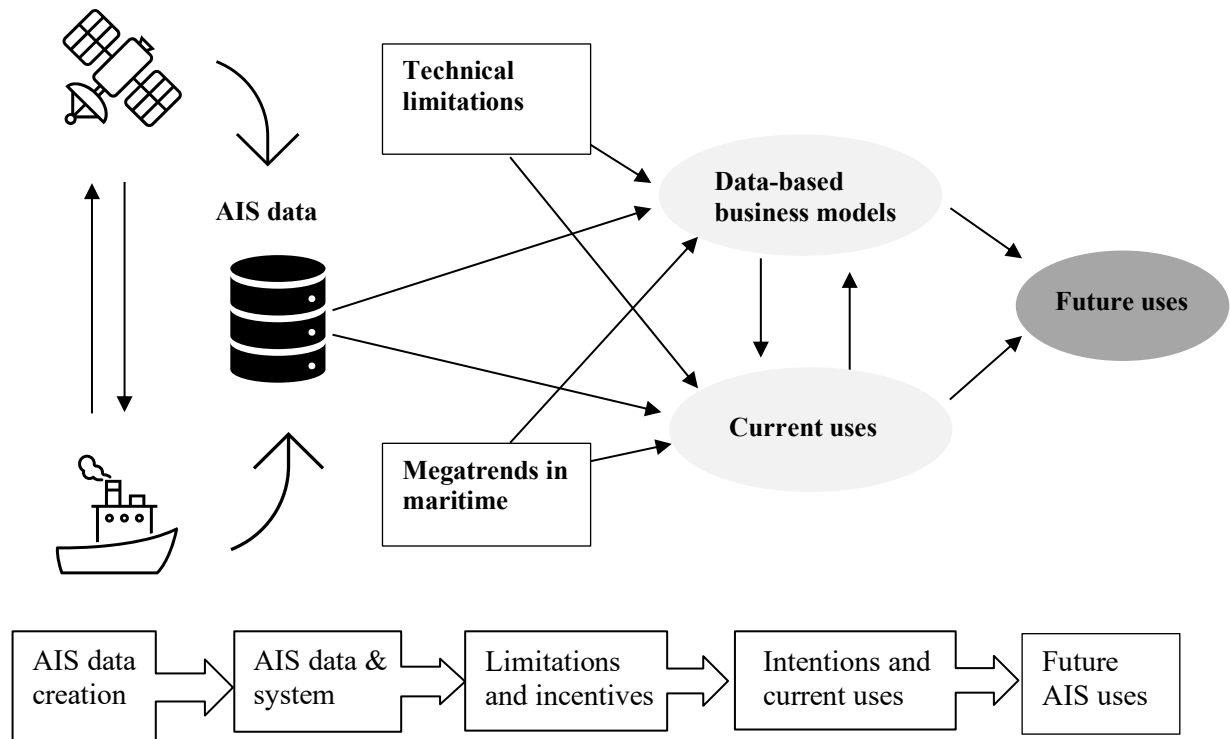 Technical
limitations
AIS data
Data-based
business models
Future uses
Current uses
Megatrends in
maritime
AIS data
creation
AIS data &
system
Limitations
and incentives
Intentions and
current uses
Future
AIS uses